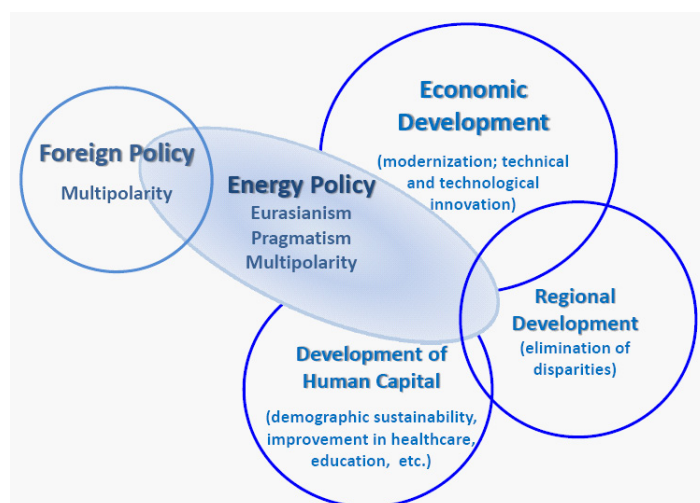 Economic
Development
(modernization; technical
and technological
innovation)
Foreign Policy
Multipolarity
Energy Policy
Eurasianism
Pragmatism
Multipolarity
Regional
Development
(elimination of
disparities)
Development of
Human Capital
(demographic sustainability,
improvement in healthcare,
education, etc.)